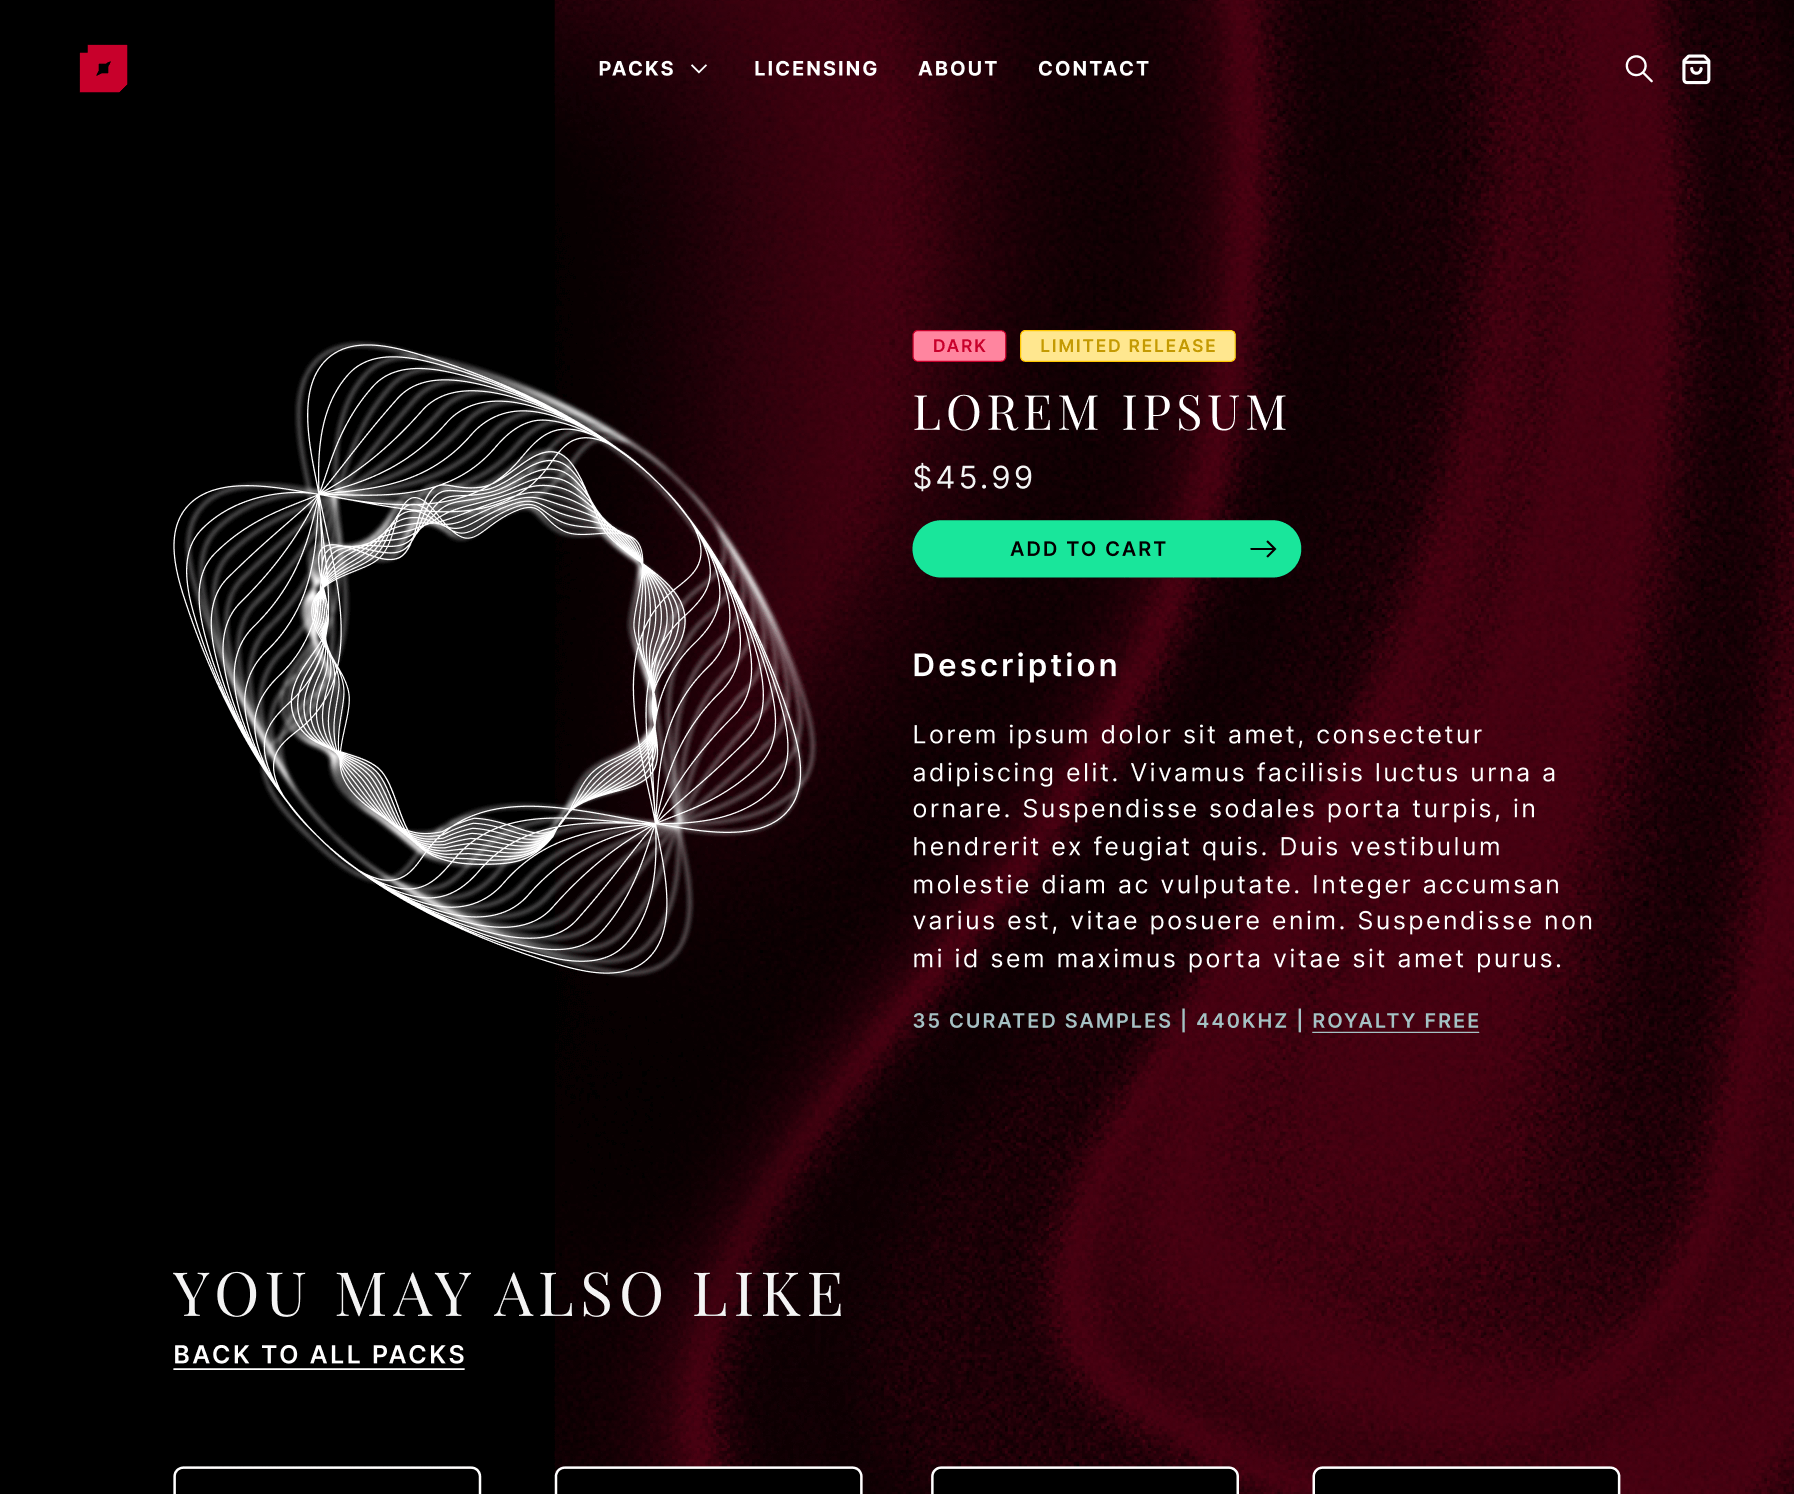 PACKS LICENSING ABOUT CONTACT
DARK LIMITED RELEASE
LOREM IPSUM
$45.99
ADD TO CART
Description
Lorem ipsum dolor sit amet, consectetur
adipiscing elit. Vivamus facilisis luctus urna a
ornare. Suspendisse sodales porta turpis, in
hendrerit ex feugiat quis. Duis vestibulum
molestie diam ac vulputate. Integer accumsan
varius est, vitae posuere enim. Suspendisse non
mi id sem maximus porta vitae sit amet purus.
35 CURATED SAMPLES | 440KHZ | ROYALTY FREE
YOU MAY ALSO LIKE
BACK TO ALL PACKS